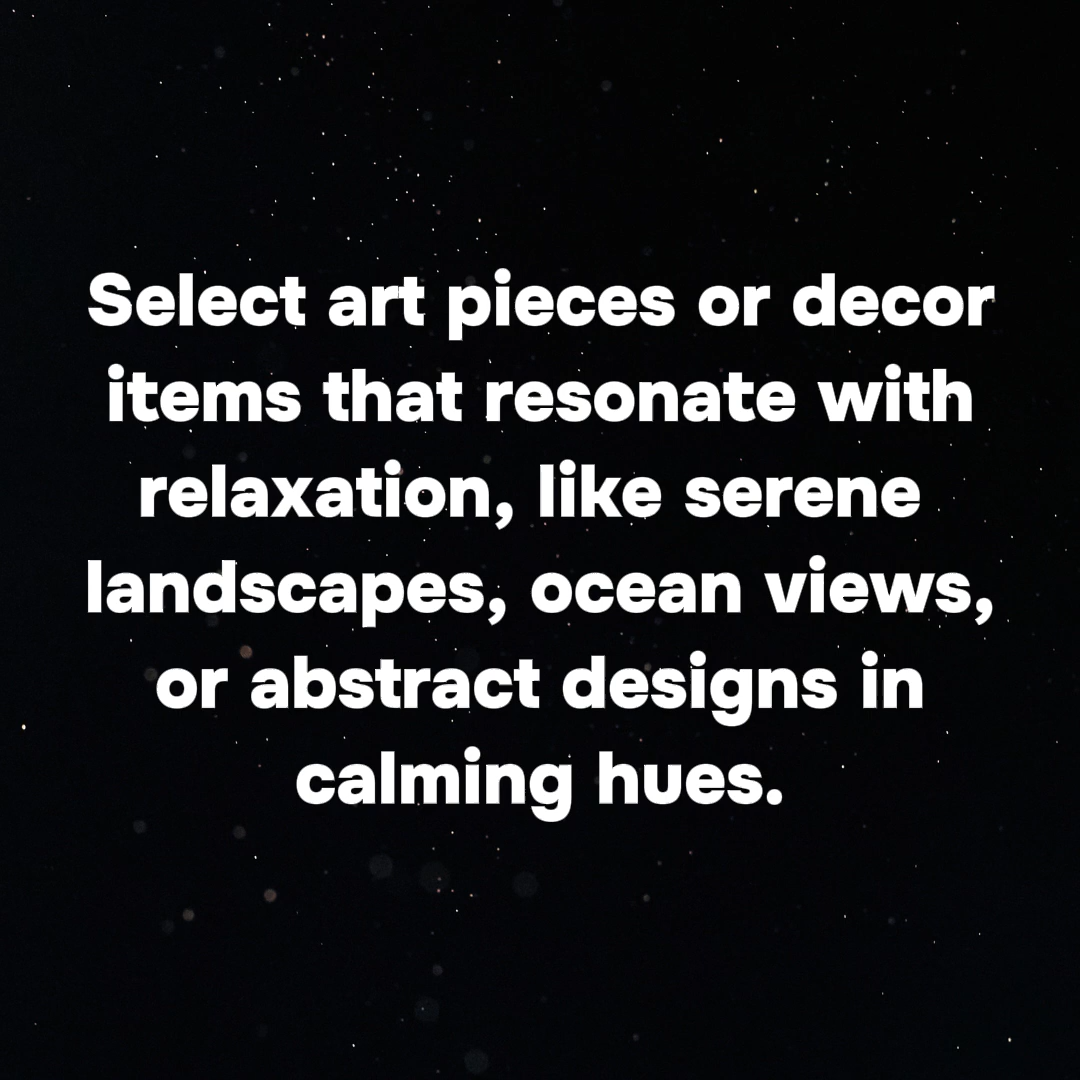 Select art pieces or decor
items that resonate with
relaxation, like serene
landscapes, ocean views,
or abstract designs in
calming hues.